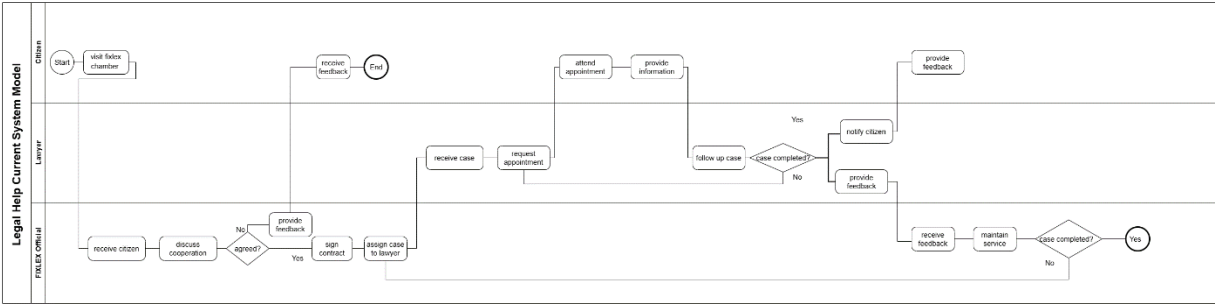 Legal Help Current System Model
Citizen
Start
visit fixlex
chamber
receive
feedback
End
attend
appointment
provide
information
provide
feedback
Lawyer
receive case
request
appointment
follow up case
case completed?
Yes
No
notify citizen
provide
feedback
FIXLEX Official
receive citizen
discuss
cooperation
agreed?
No
Yes
provide
feedback
sign
contract
assign case
to lawyer
receive
feedback
maintain
service
case completed?
No
Yes